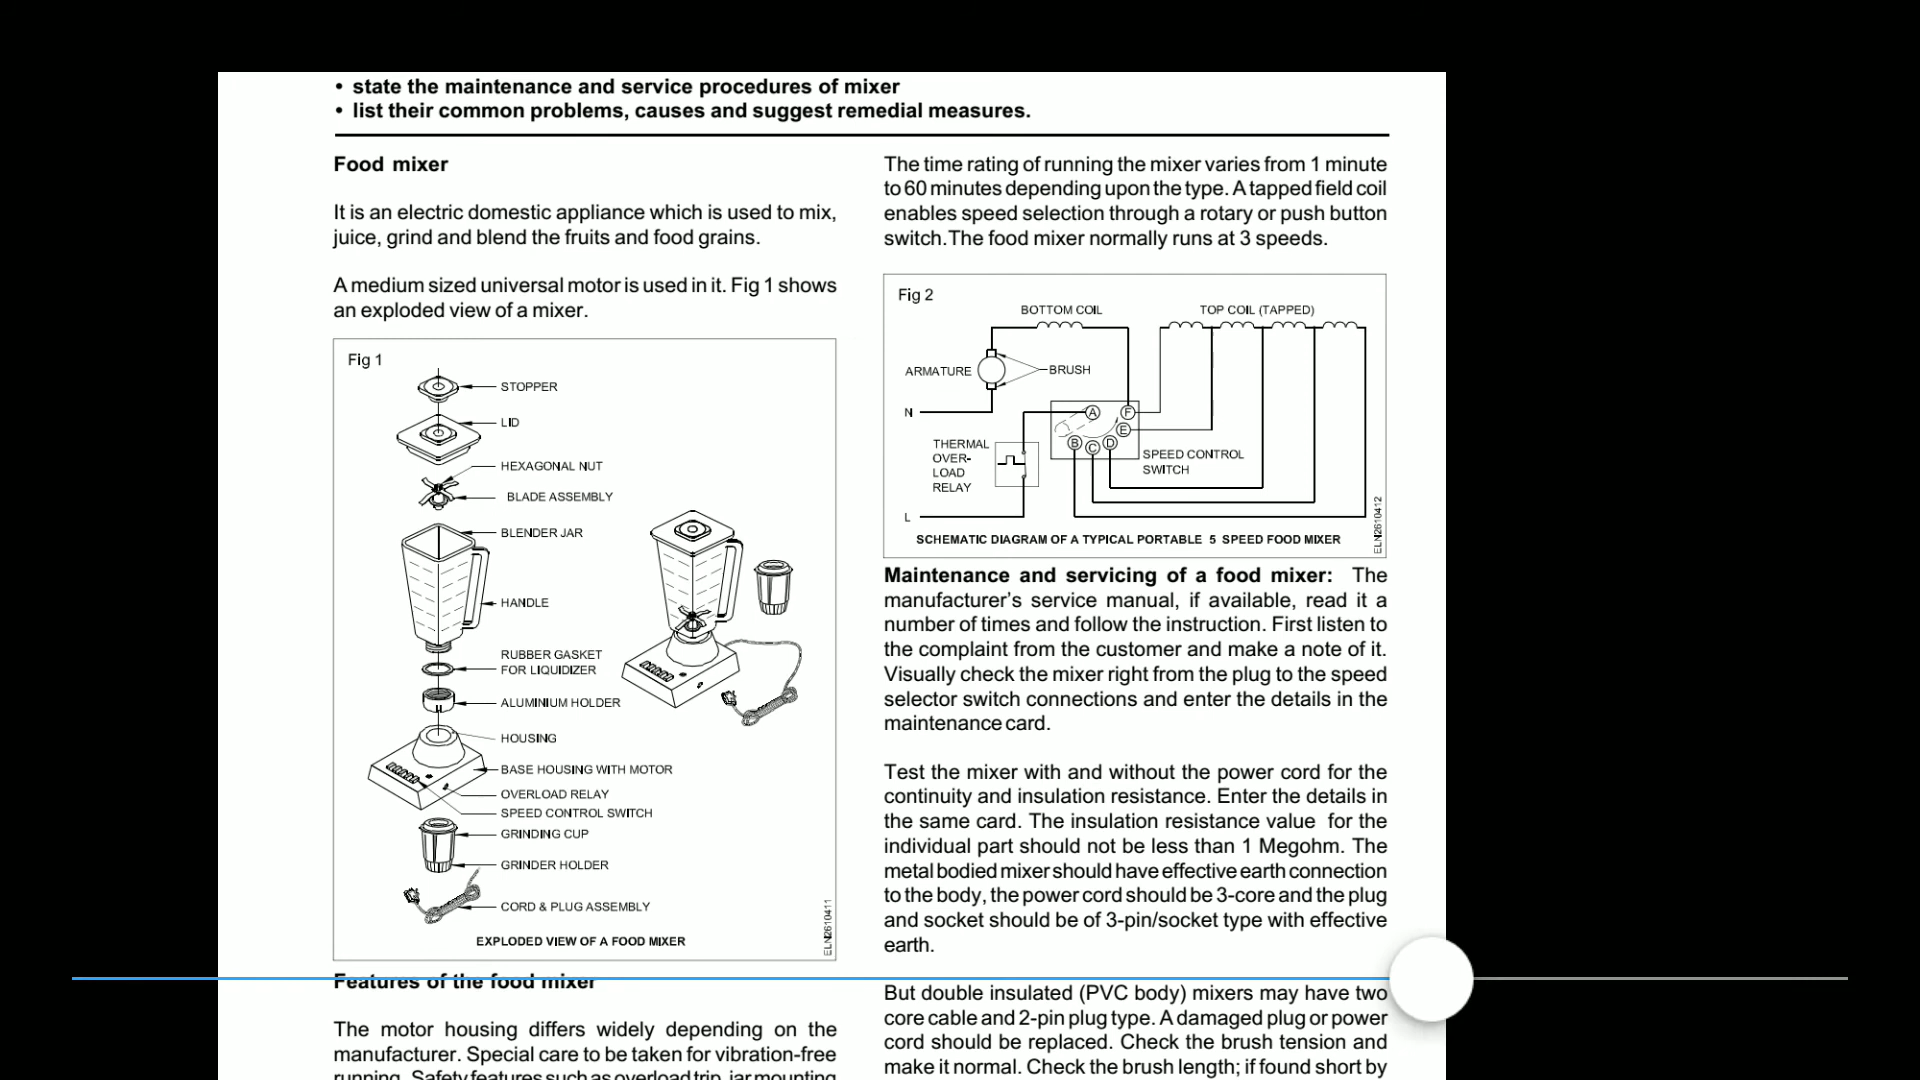 • state the maintenance and service procedures of mixer
• list their common problems, causes and suggest remedial measures.
Food mixer
It is an electric domestic appliance which is used to mix,
juice, grind and blend the fruits and food grains.
A medium sized universal motor is used in it. Fig 1 shows
an exploded view of a mixer.
Fig 1
STOPPER
LID
HEXAGONAL NUT
BLADE ASSEMBLY
BLENDER JAR
HANDLE
RUBBER GASKET
FOR LIQUIDIZER
ALUMINIUM HOLDER
HOUSING
BASE HOUSING WITH MOTOR
OVERLOAD RELAY
SPEED CONTROL SWITCH
GRINDING CUP
GRINDER HOLDER
CORD & PLUG ASSEMBLY
EXPLODED VIEW OF A FOOD MIXER
ELN2610411
Features of the food mixer
The motor housing differs widely depending on the
manufacturer. Special care to be taken for vibration-free
running. Safety features such as overload trip, jar mounting
The time rating of running the mixer varies from 1 minute
to 60 minutes depending upon the type. A tapped field coil
enables speed selection through a rotary or push button
switch.The food mixer normally runs at 3 speeds.
Fig 2
BOTTOM COIL
TOP COIL (TAPPED)
ARMATURE
BRUSH
N
A
F
E
B
C
D
THERMAL
OVER-
LOAD
RELAY
SPEED CONTROL
SWITCH
L
SCHEMATIC DIAGRAM OF A TYPICAL PORTABLE 5 SPEED FOOD MIXER
ELN2610412
Maintenance and servicing of a food mixer: The
manufacturer's service manual, if available, read it a
number of times and follow the instruction. First listen to
the complaint from the customer and make a note of it.
Visually check the mixer right from the plug to the speed
selector switch connections and enter the details in the
maintenance card.
Test the mixer with and without the power cord for the
continuity and insulation resistance. Enter the details in
the same card. The insulation resistance value for the
individual part should not be less than 1 Megohm. The
metal bodied mixer should have effective earth connection
to the body, the power cord should be 3-core and the plug
and socket should be of 3-pin/socket type with effective
earth.
But double insulated (PVC body) mixers may have two
core cable and 2-pin plug type. A damaged plug or power
cord should be replaced. Check the brush tension and
make it normal. Check the brush length; if found short by